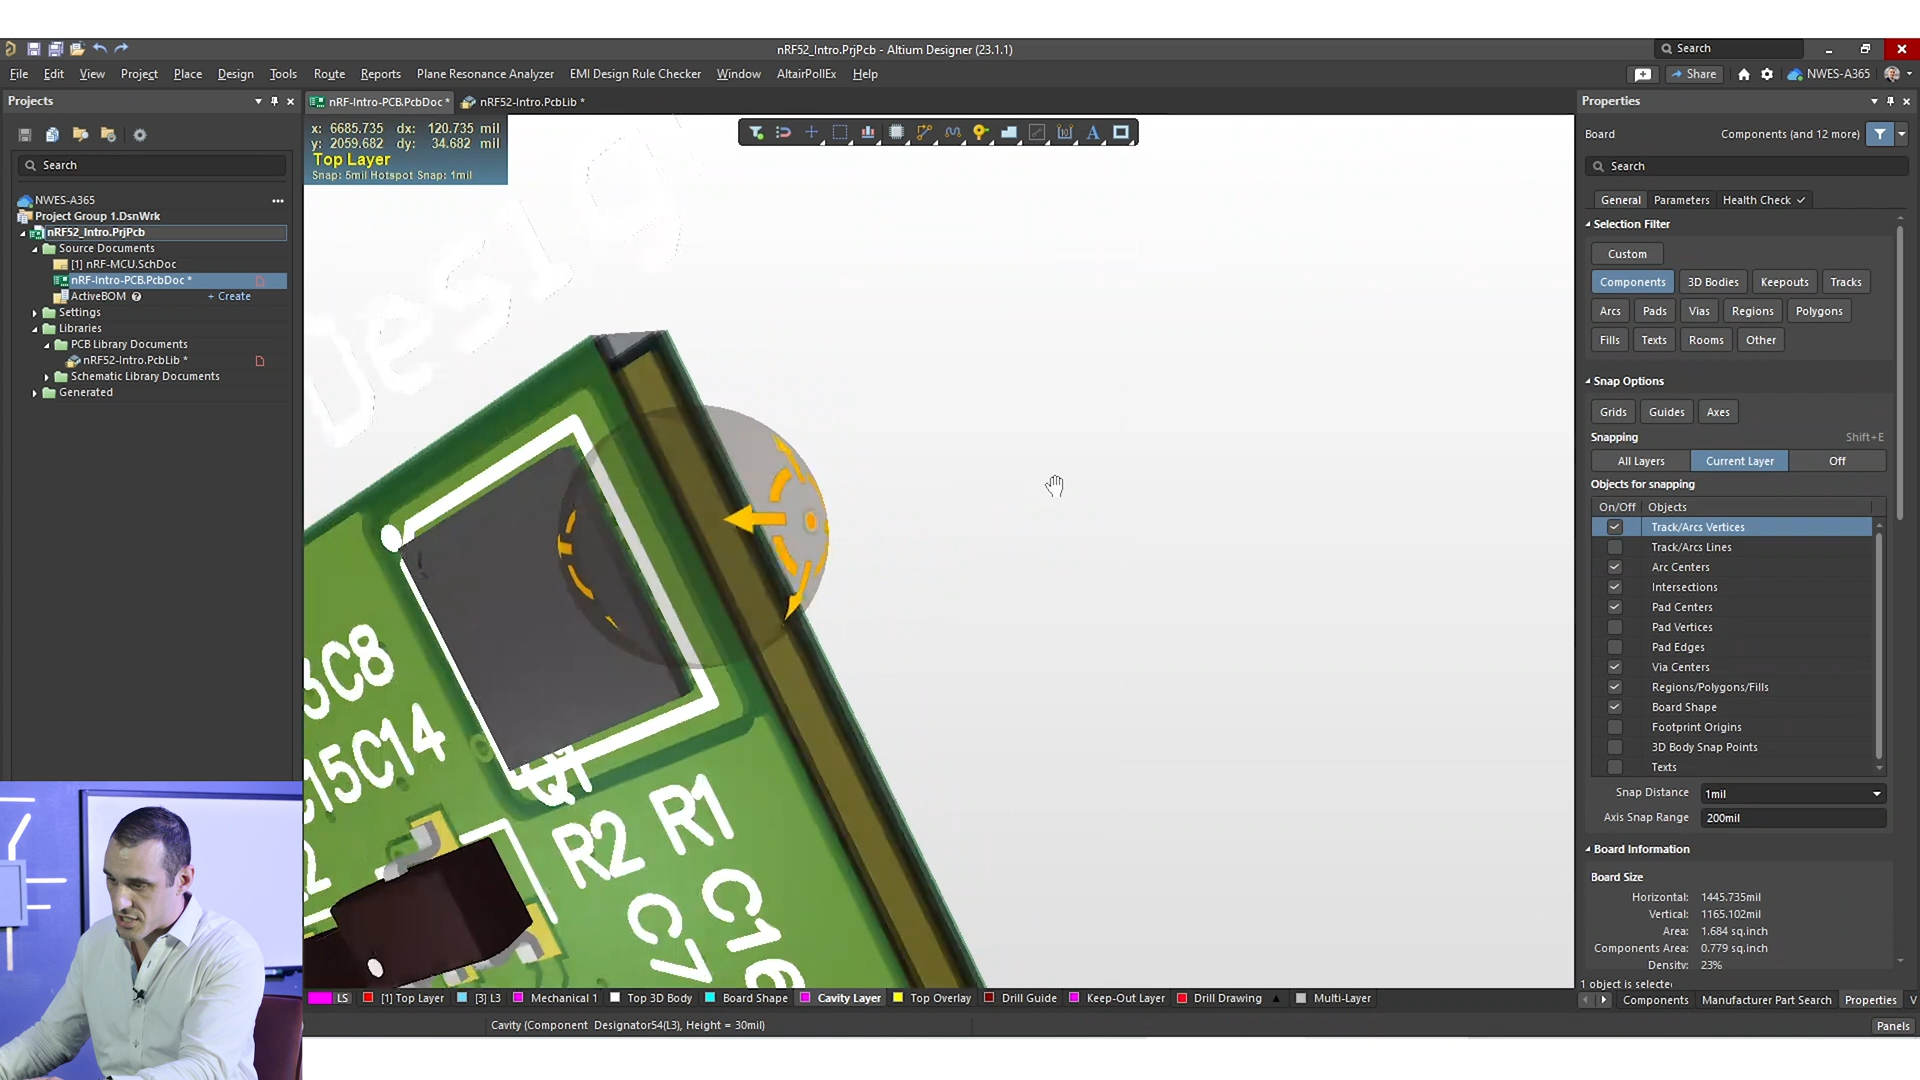 nRF52_Intro.PrjPcb - Altium Designer (23.1.1)
Search
File Edit View Project Place Design Tools Route Reports Plane Resonance Analyzer EMI Design Rule Checker Window AltairPollEx Help
Share
NWES-A365
Projects
nRF-Intro-PCB.PcbDoc *
nRF52-Intro.PcbLib *
Properties
x: 6685.735 dx: 120.735 mil
y: 2059.682 dy: 34.682 mil
Top Layer
Snap: 5mil Hotspot Snap: 1mil
Board
Components (and 12 more)
Search
Search
NWES-A365
Project Group 1.DsnWrk
nRF52_Intro.PrjPcb
Source Documents
[1] nRF-MCU.SchDoc
nRF-Intro-PCB.PcbDoc *
ActiveBOM
+ Create
Settings
Libraries
PCB Library Documents
nRF52-Intro.PcbLib *
Schematic Library Documents
Generated
General Parameters Health Check
Selection Filter
Custom
Components 3D Bodies Keepouts Tracks
Arcs Pads Vias Regions Polygons
Fills Texts Rooms Other
Snap Options
Grids Guides Axes
Snapping Shift+E
All Layers Current Layer Off
Objects for snapping
On/Off Objects
Track/Arcs Vertices
Track/Arcs Lines
Arc Centers
Intersections
Pad Centers
Pad Vertices
Pad Edges
Via Centers
Regions/Polygons/Fills
Board Shape
Footprint Origins
3D Body Snap Points
Texts
Snap Distance 1mil
Axis Snap Range 200mil
Board Information
Board Size
Horizontal: 1445.735mil
Vertical: 1165.102mil
Area: 1.684 sq.inch
Components Area: 0.779 sq.inch
Density: 23%
1 object is selected
Desig
C8
15C14
R2 R1
C7 C16
LS [1] Top Layer [3] L3 Mechanical 1 Top 3D Body Board Shape Cavity Layer Top Overlay Drill Guide Keep-Out Layer Drill Drawing Multi-Layer
Components Manufacturer Part Search Properties V
Cavity (Component Designator54(L3), Height = 30mil)
Panels